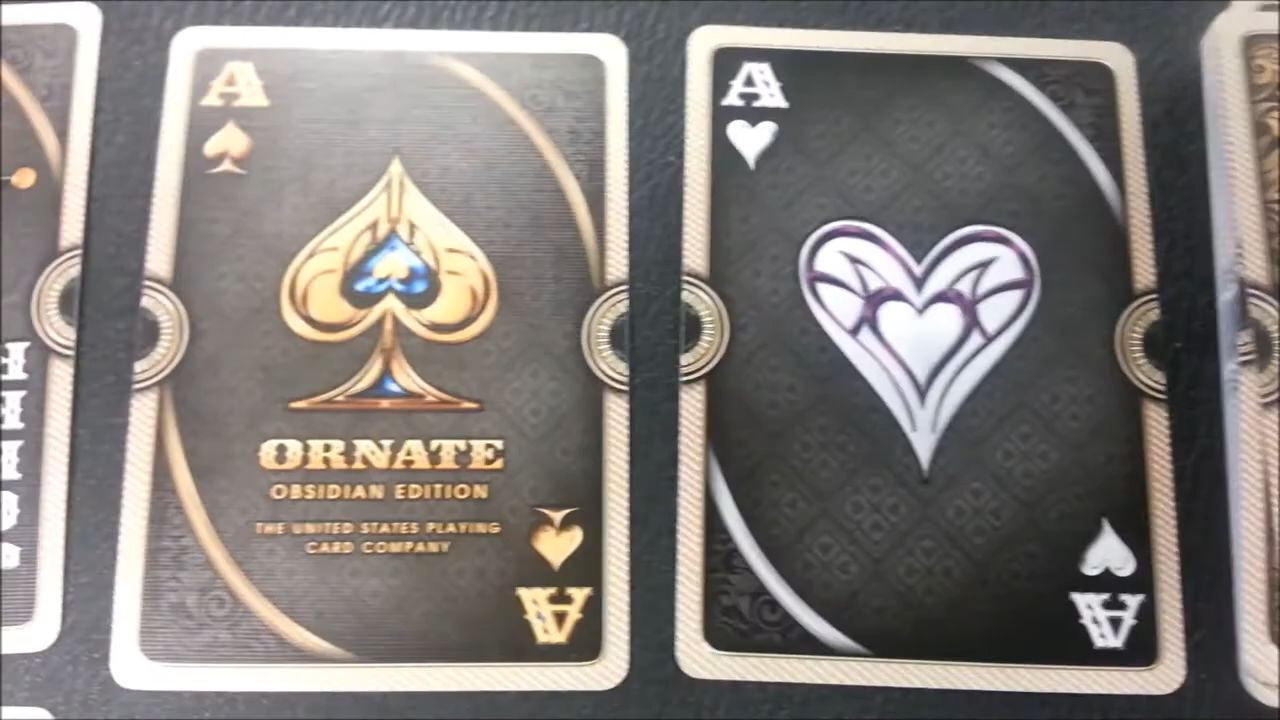 A
ORNATE
OBSIDIAN EDITION
THE UNITED STATES PLAYING
CARD COMPANY
A
A
A